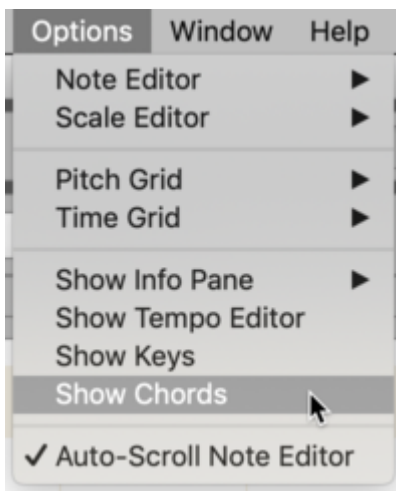 Options Window Help
Note Editor
Scale Editor
Pitch Grid
Time Grid
Show Info Pane
Show Tempo Editor
Show Keys
Show Chords
✓ Auto-Scroll Note Editor